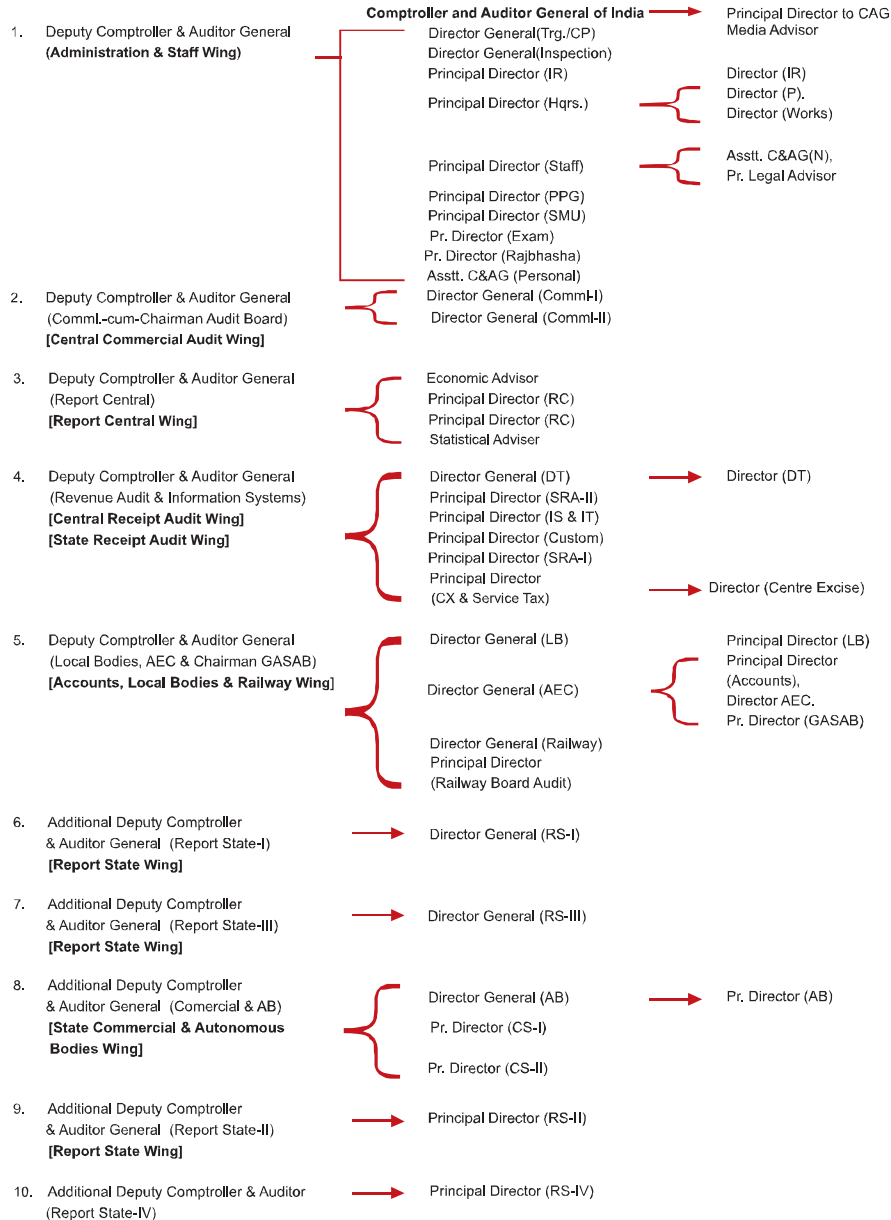 Comptroller and Auditor General of India
Principal Director to CAG
Media Advisor
1. Deputy Comptroller & Auditor General
(Administration & Staff Wing)
Director General(Trg./CP)
Director General(Inspection)
Principal Director (IR)
Principal Director (Hqrs.)
Director (IR)
Director (P).
Director (Works)
Principal Director (Staff)
Asstt. C&AG(N),
Pr. Legal Advisor
Principal Director (PPG)
Principal Director (SMU)
Pr. Director (Exam)
Pr. Director (Rajbhasha)
Asstt. C&AG (Personal)
2. Deputy Comptroller & Auditor General
(Comml.-cum-Chairman Audit Board)
[Central Commercial Audit Wing]
Director General (Comml-I)
Director General (Comml-II)
3. Deputy Comptroller & Auditor General
(Report Central)
[Report Central Wing]
Economic Advisor
Principal Director (RC)
Principal Director (RC)
Statistical Adviser
4. Deputy Comptroller & Auditor General
(Revenue Audit & Information Systems)
[Central Receipt Audit Wing]
[State Receipt Audit Wing]
Director General (DT)
Director (DT)
Principal Director (SRA-II)
Principal Director (IS & IT)
Principal Director (Custom)
Principal Director (SRA-I)
Principal Director
(CX & Service Tax)
Director (Centre Excise)
5. Deputy Comptroller & Auditor General
(Local Bodies, AEC & Chairman GASAB)
[Accounts, Local Bodies & Railway Wing]
Director General (LB)
Director General (AEC)
Principal Director (LB)
Principal Director
(Accounts),
Director AEC.
Pr. Director (GASAB)
Director General (Railway)
Principal Director
(Railway Board Audit)
6. Additional Deputy Comptroller
& Auditor General (Report State-I)
[Report State Wing]
Director General (RS-I)
7. Additional Deputy Comptroller
& Auditor General (Report State-III)
[Report State Wing]
Director General (RS-III)
8. Additional Deputy Comptroller
& Auditor General (Comercial & AB)
[State Commercial & Autonomous
Bodies Wing]
Director General (AB)
Pr. Director (AB)
Pr. Director (CS-I)
Pr. Director (CS-II)
9. Additional Deputy Comptroller
& Auditor General (Report State-II)
[Report State Wing]
Principal Director (RS-II)
10. Additional Deputy Comptroller & Auditor
(Report State-IV)
Principal Director (RS-IV)